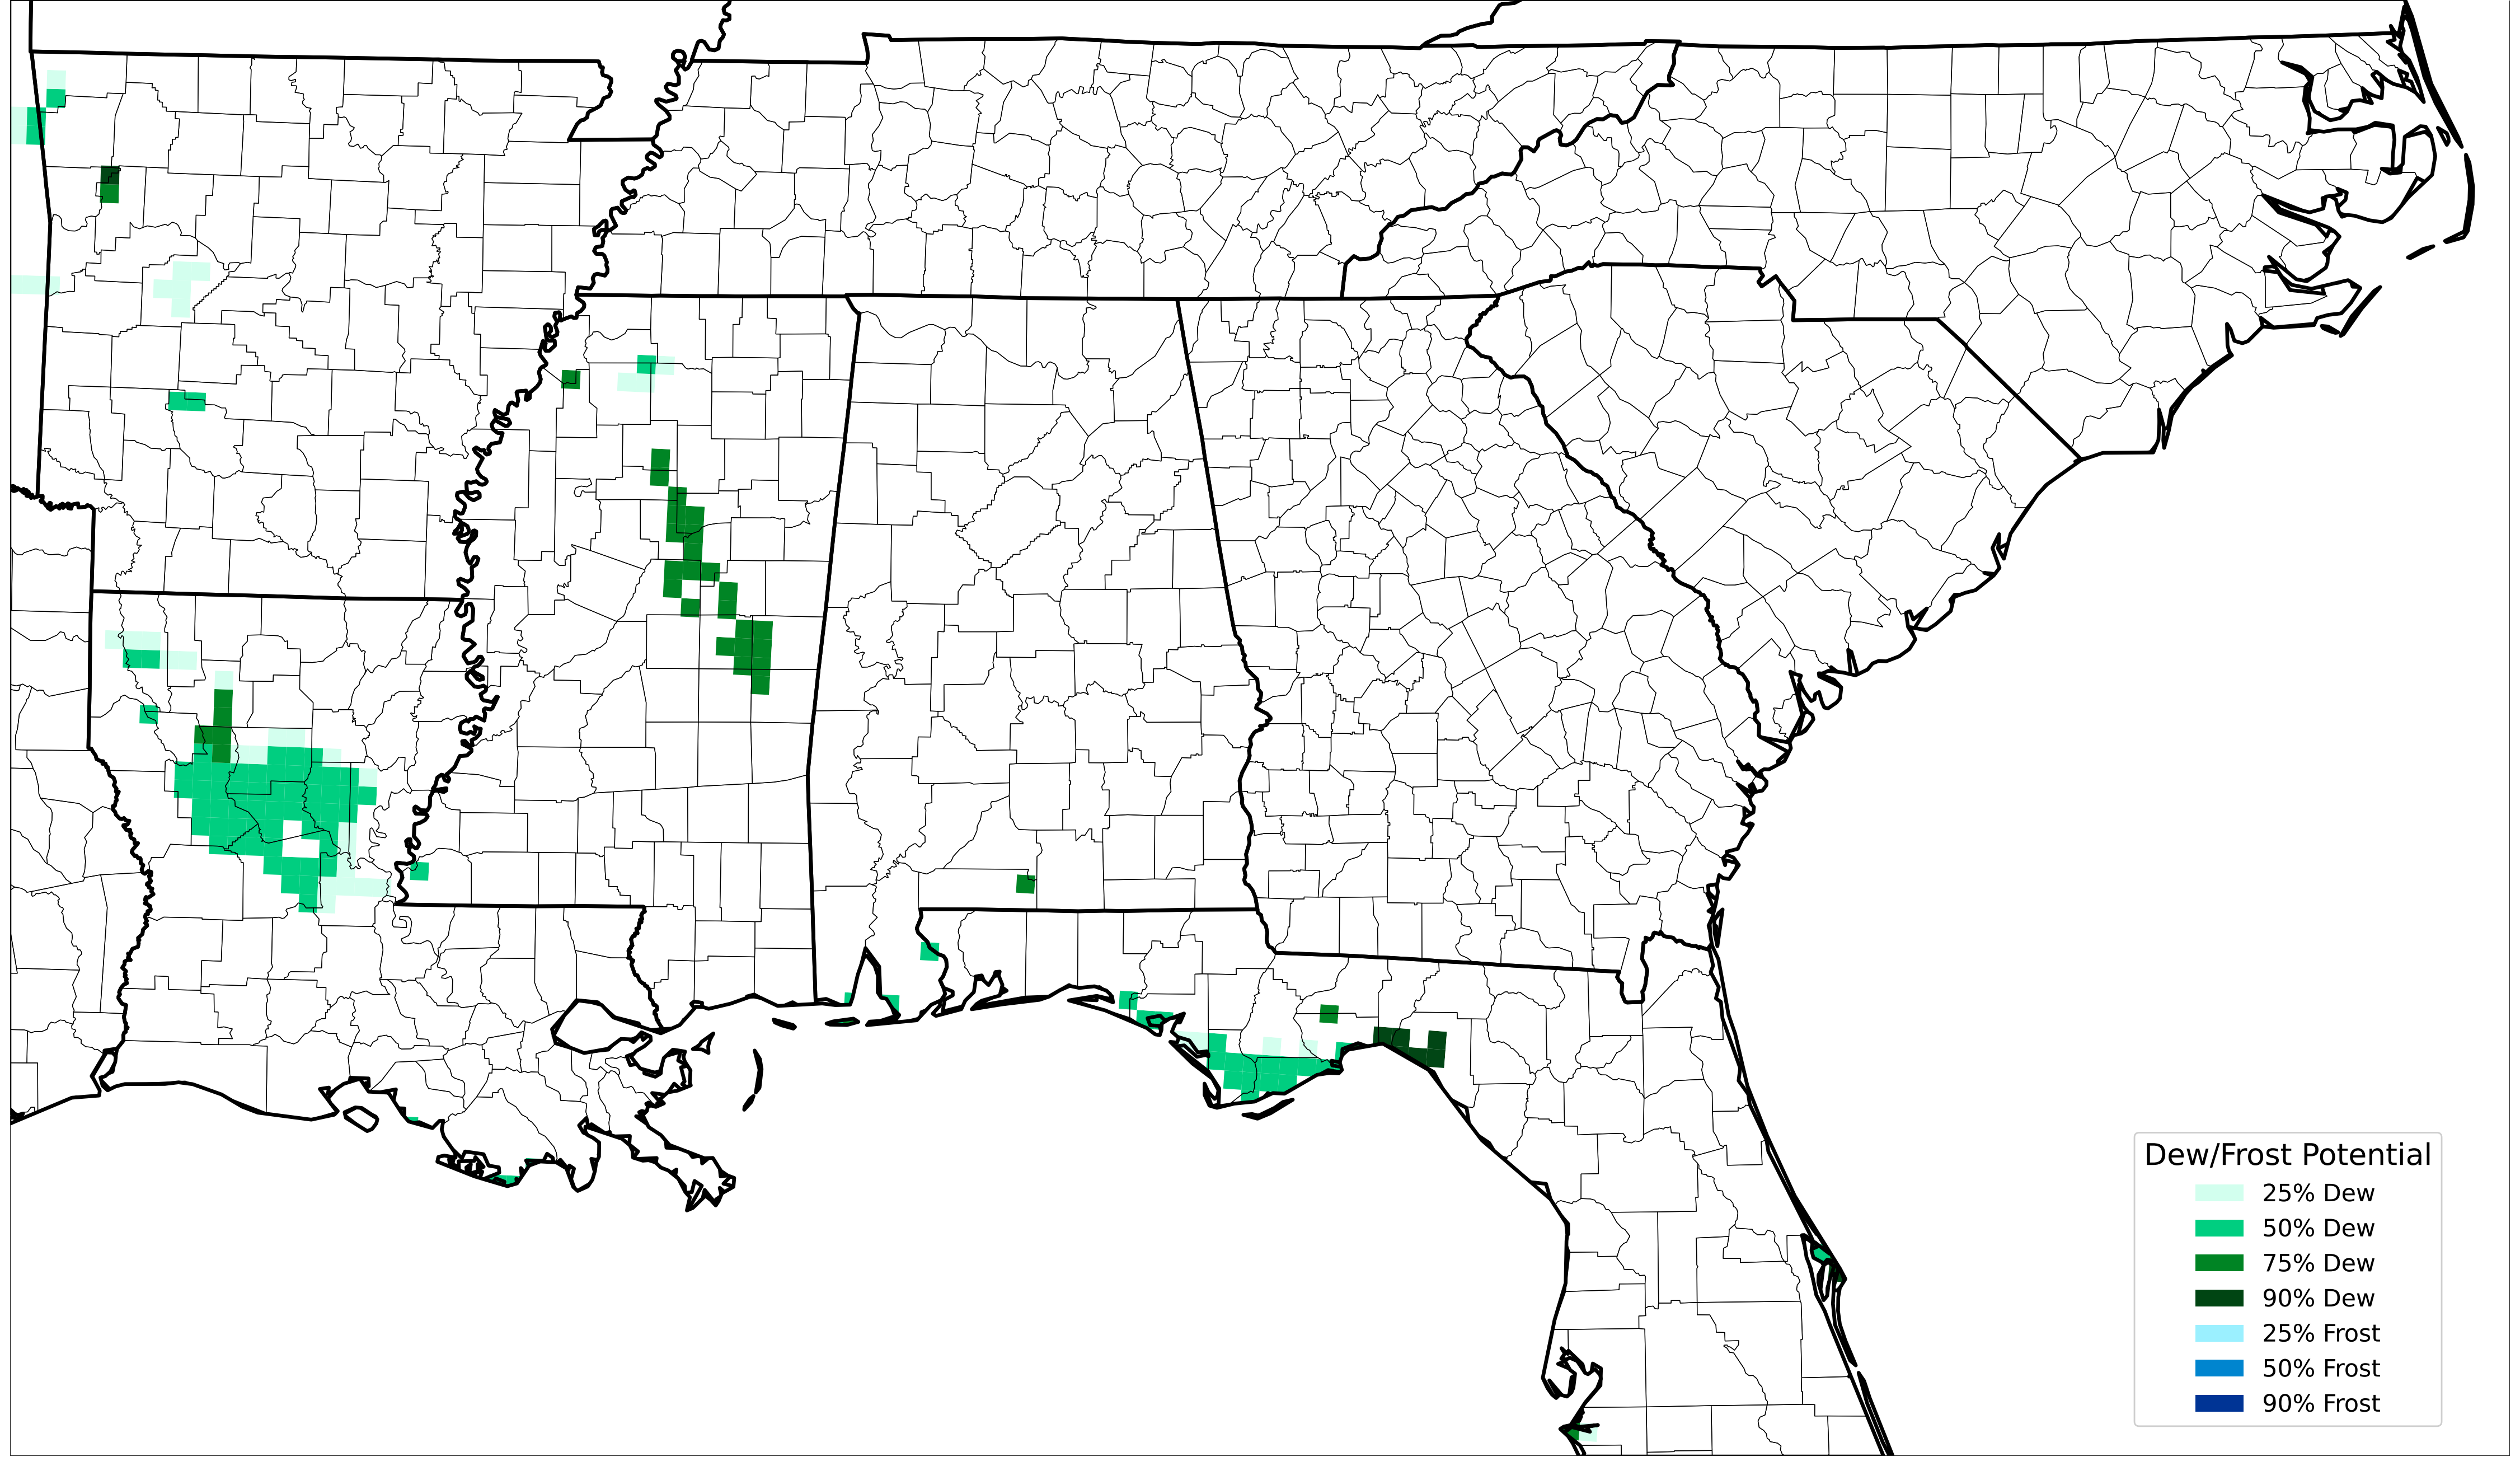 Dew/Frost Potential
25% Dew
50% Dew
75% Dew
90% Dew
25% Frost
50% Frost
90% Frost